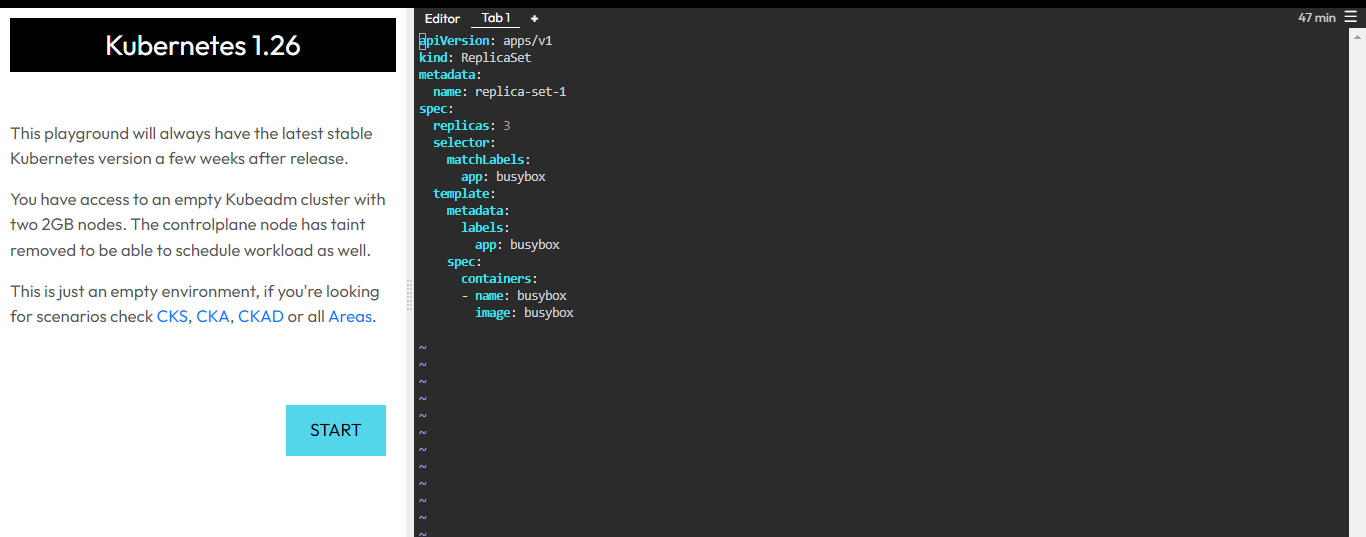 Kubernetes 1.26
This playground will always have the latest stable
Kubernetes version a few weeks after release.
You have access to an empty Kubeadm cluster with
two 2GB nodes. The controlplane node has taint
removed to be able to schedule workload as well.
This is just an empty environment, if you're looking
for scenarios check CKS, CKA, CKAD or all Areas.
START
Editor Tab 1 + 47 min ☰
apiVersion: apps/v1
kind: ReplicaSet
metadata:
  name: replica-set-1
spec:
  replicas: 3
  selector:
    matchLabels:
      app: busybox
  template:
    metadata:
      labels:
        app: busybox
    spec:
      containers:
      - name: busybox
        image: busybox
~
~
~
~
~
~
~
~
~
~
~
~